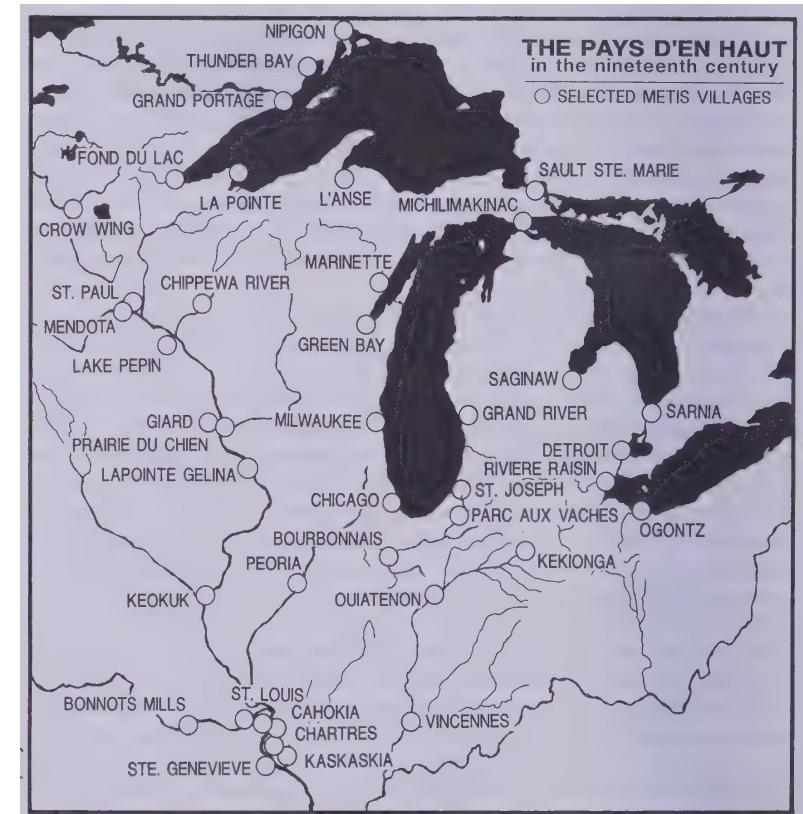 NIPIGON
THE PAYS D'EN HAUT
in the nineteenth century
THUNDER BAY
GRAND PORTAGE
SELECTED METIS VILLAGES
FOND DU LAC
SAULT STE. MARIE
LA POINTE
L'ANSE
MICHILIMAKINAC
CROW WING
MARINETTE
ST. PAUL
CHIPPEWA RIVER
MENDOTA
GREEN BAY
LAKE PEPIN
SAGINAW
GIARD
MILWAUKEE
GRAND RIVER
SARNIA
PRAIRIE DU CHIEN
DETROIT
LAPOINTE GELINA
RIVIERE RAISIN
ST. JOSEPH
CHICAGO
PARC AUX VACHES
OGONTZ
BOURBONNAIS
PEORIA
KEKIONGA
KEOKUK
OUIATENON
ST. LOUIS
BONNOTS MILLS
CAHOKIA
VINCENNES
CHARTRES
KASKASKIA
STE. GENEVIEVE